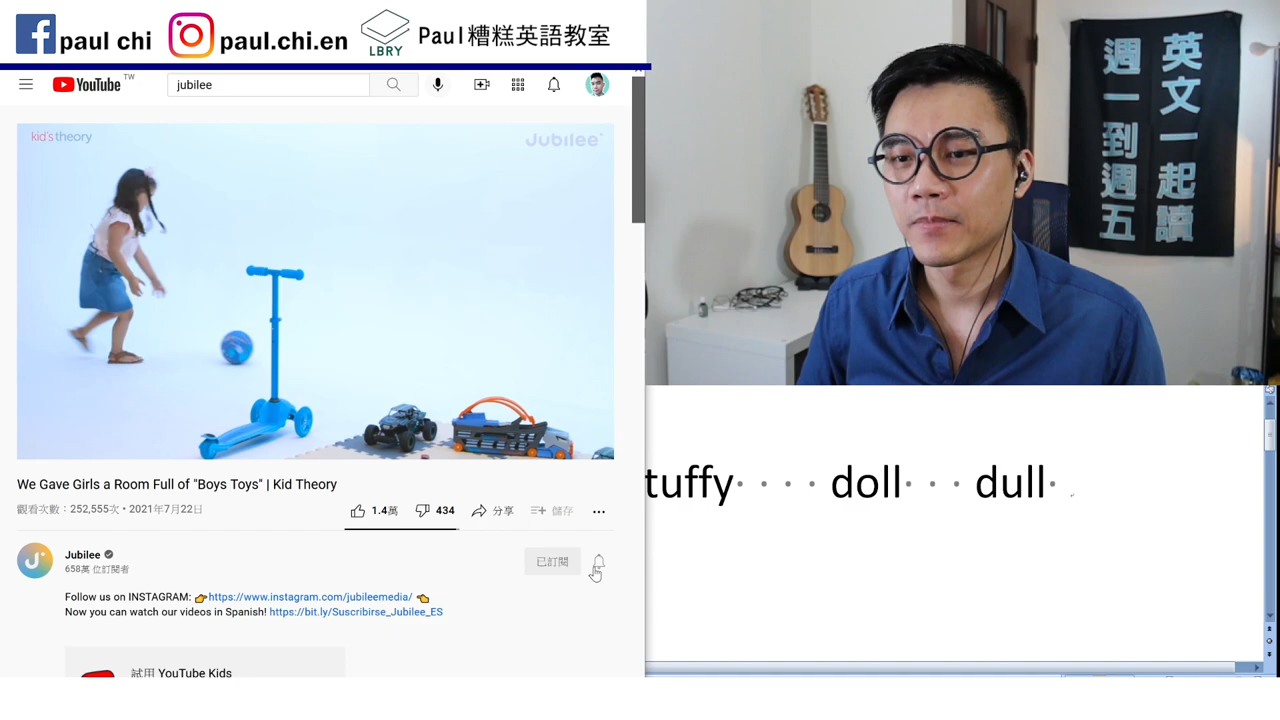 paul chi
paul.chi.en
LBRY
Paul糟糕英語教室
YouTube TW
jubilee
kid's theory
Jubilee
We Gave Girls a Room Full of "Boys Toys" | Kid Theory
觀看次數：252,555次 • 2021年7月22日
1.4萬
434
分享
儲存
Jubilee
658萬 位訂閱者
已訂閱
Follow us on INSTAGRAM: 👉https://www.instagram.com/jubileemedia/ 👈
Now you can watch our videos in Spanish! https://bit.ly/Suscribirse_Jubilee_ES
試用 YouTube Kids
英文一起讀
週一到週五
tuffy
doll
dull